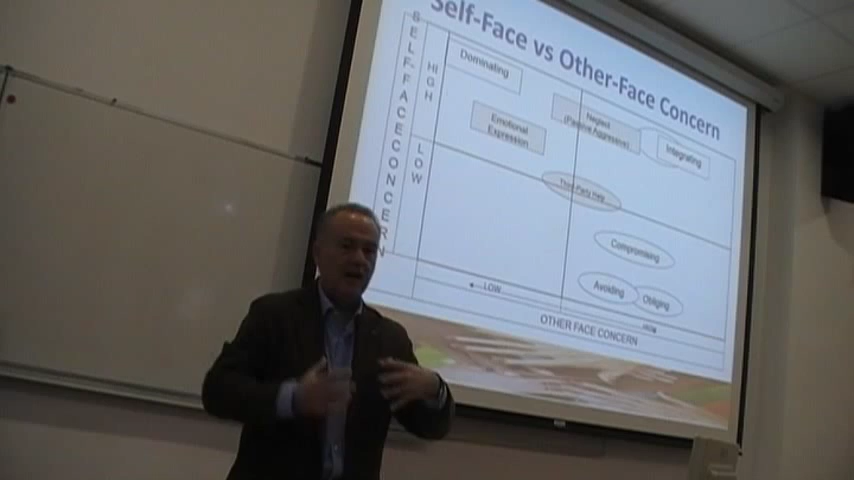 Self-Face vs Other-Face Concern
SELF-FACE CONCERN
HIGH
LOW
Dominating
Emotional
Expression
Neglect
(Passive Aggressive)
Integrating
Third-Party Help
Compromising
Avoiding
Obliging
LOW
HIGH
OTHER FACE CONCERN